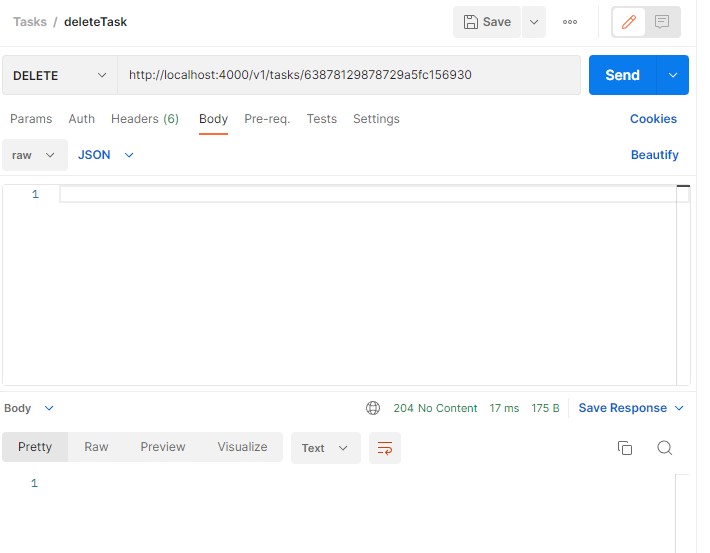 Tasks / deleteTask Save
DELETE http://localhost:4000/v1/tasks/63878129878729a5fc156930 Send
Params Auth Headers (6) Body Pre-req. Tests Settings Cookies
raw JSON Beautify
1
Body 204 No Content 17 ms 175 B Save Response
Pretty Raw Preview Visualize Text
1